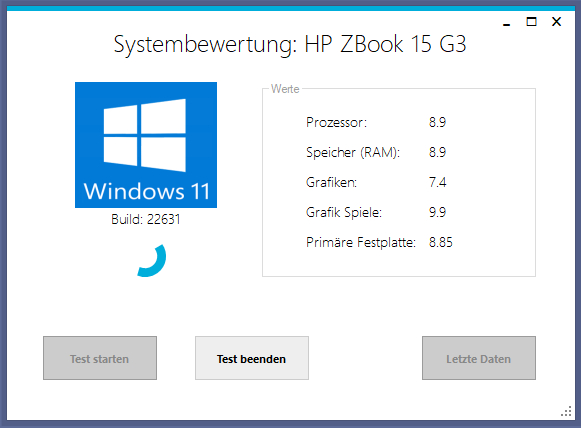 Systembewertung: HP ZBook 15 G3
Windows 11
Build: 22631
Werte
Prozessor: 8.9
Speicher (RAM): 8.9
Grafiken: 7.4
Grafik Spiele: 9.9
Primäre Festplatte: 8.85
Test starten
Test beenden
Letzte Daten